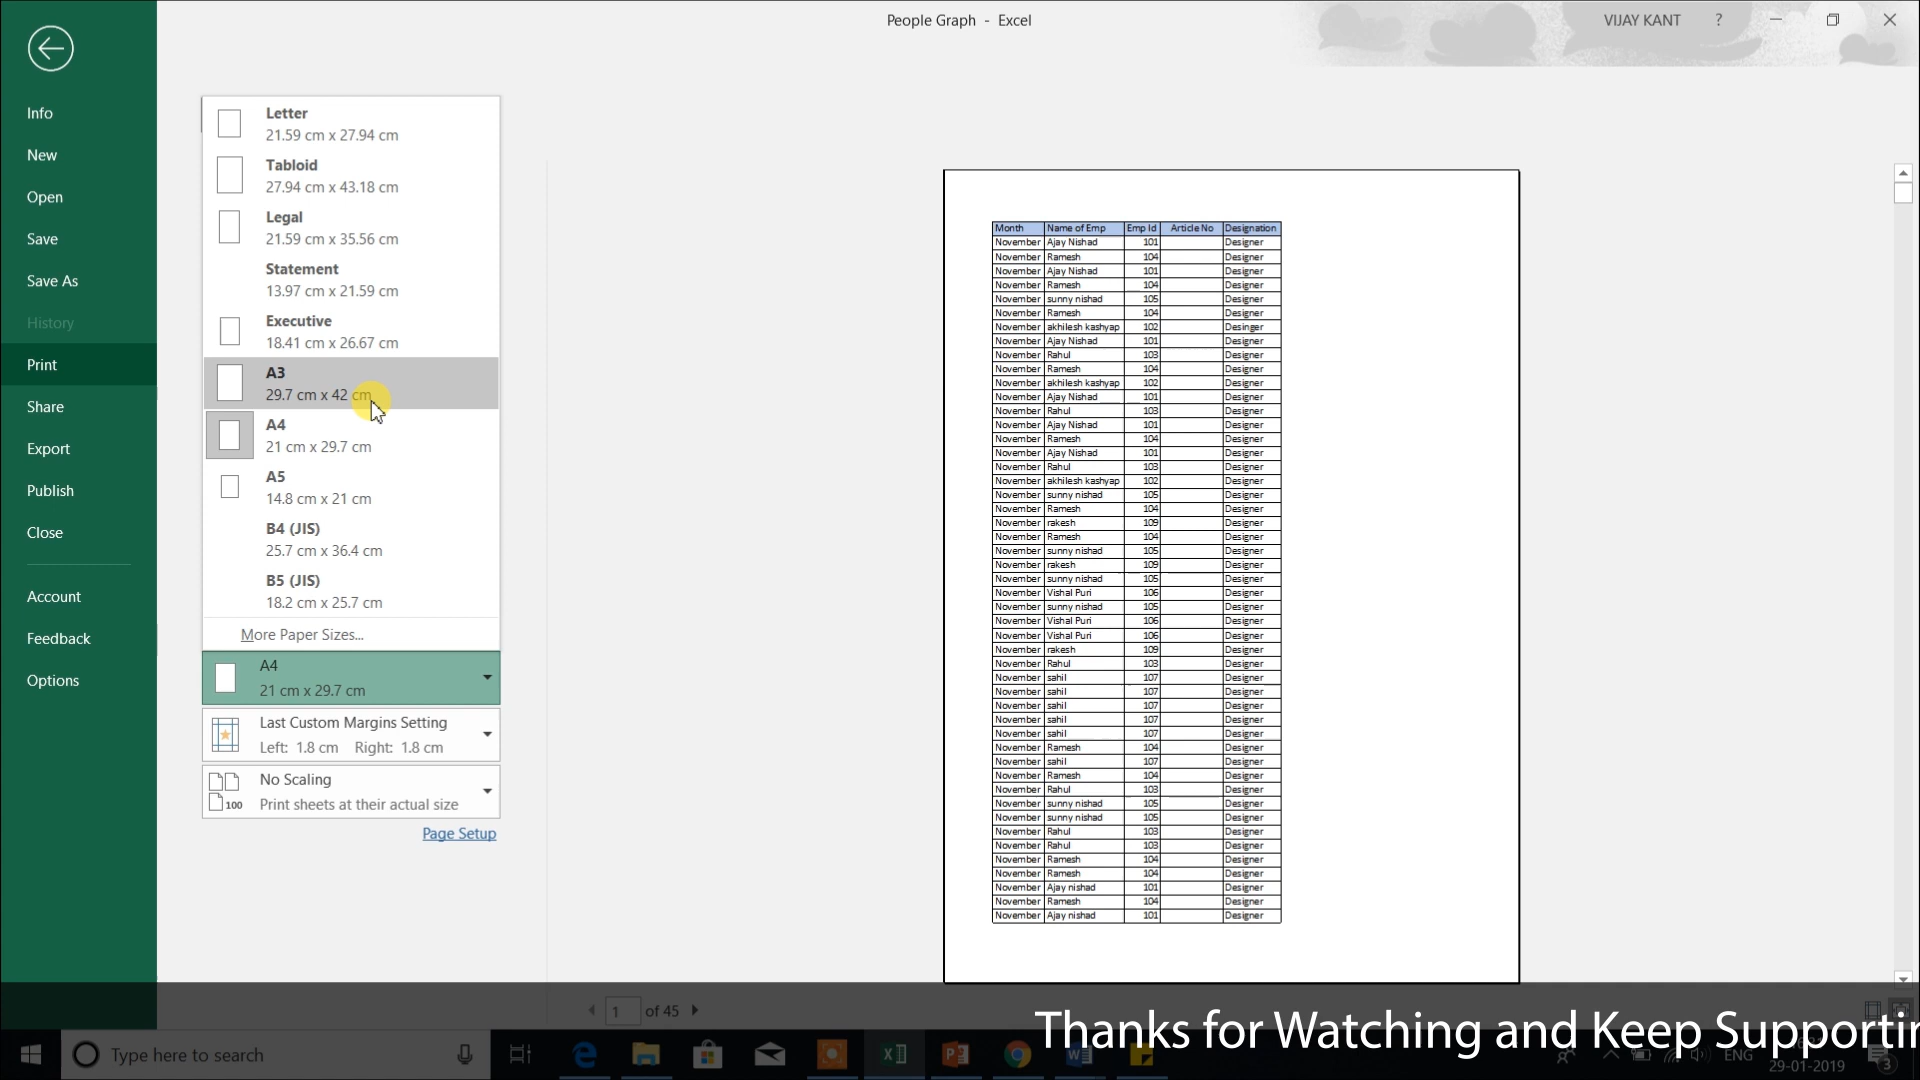 People Graph - Excel
VIJAY KANT
?
Info
New
Open
Save
Save As
History
Print
Share
Export
Publish
Close
Account
Feedback
Options
Letter
21.59 cm x 27.94 cm
Tabloid
27.94 cm x 43.18 cm
Legal
21.59 cm x 35.56 cm
Statement
13.97 cm x 21.59 cm
Executive
18.41 cm x 26.67 cm
A3
29.7 cm x 42 cm
A4
21 cm x 29.7 cm
A5
14.8 cm x 21 cm
B4 (JIS)
25.7 cm x 36.4 cm
B5 (JIS)
18.2 cm x 25.7 cm
More Paper Sizes...
A4
21 cm x 29.7 cm
Last Custom Margins Setting
Left: 1.8 cm Right: 1.8 cm
No Scaling
100 Print sheets at their actual size
Page Setup
Month Name of Emp Emp Id Article No Designation
November Ajay Nishad 101 Designer
November Ramesh 104 Designer
November Ajay Nishad 101 Designer
November Ramesh 104 Designer
November sunny nishad 105 Designer
November Ramesh 104 Designer
November akhilesh kashyap 102 Desinger
November Ajay Nishad 101 Designer
November Rahul 103 Designer
November Ramesh 104 Designer
November akhilesh kashyap 102 Designer
November Ajay Nishad 101 Designer
November Rahul 103 Designer
November Ajay Nishad 101 Designer
November Ramesh 104 Designer
November Ajay Nishad 101 Designer
November Rahul 103 Designer
November akhilesh kashyap 102 Designer
November sunny nishad 105 Designer
November Ramesh 104 Designer
November rakesh 109 Designer
November Ramesh 104 Designer
November sunny nishad 105 Designer
November rakesh 109 Designer
November sunny nishad 105 Designer
November Vishal Puri 106 Designer
November sunny nishad 105 Designer
November Vishal Puri 106 Designer
November Vishal Puri 106 Designer
November rakesh 109 Designer
November Rahul 103 Designer
November sahil 107 Designer
November sahil 107 Designer
November sahil 107 Designer
November sahil 107 Designer
November sahil 107 Designer
November Ramesh 104 Designer
November sahil 107 Designer
November Ramesh 104 Designer
November Rahul 103 Designer
November sunny nishad 105 Designer
November sunny nishad 105 Designer
November Rahul 103 Designer
November Rahul 103 Designer
November Ramesh 104 Designer
November Ramesh 104 Designer
November Ajay nishad 101 Designer
November Ramesh 104 Designer
November Ajay nishad 101 Designer
1 of 45
Thanks for Watching and Keep Supportin
Type here to search
ENG
29-01-2019
3